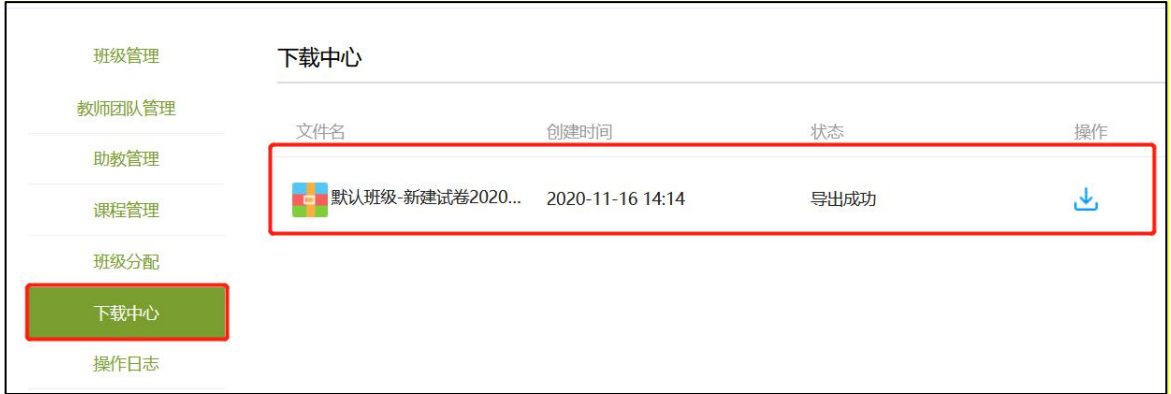 班级管理
教师团队管理
助教管理
课程管理
班级分配
下载中心
操作日志
下载中心
文件名 创建时间 状态 操作
默认班级-新建试卷2020... 2020-11-16 14:14 导出成功